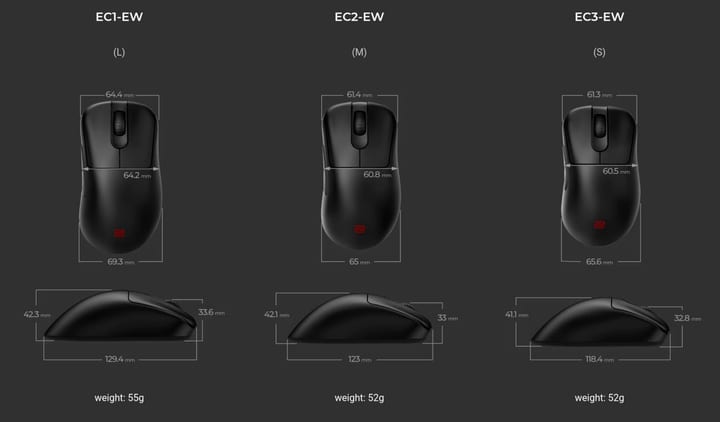 EC1-EW
EC2-EW
EC3-EW
(L)
(M)
(S)
64.4 mm
61.4 mm
61.3 mm
64.2 mm
60.8 mm
60.5 mm
69.3 mm
65 mm
65.6 mm
42.3 mm
33.6 mm
42.1 mm
33 mm
41.1 mm
32.8 mm
129.4 mm
123 mm
118.4 mm
weight: 55g
weight: 52g
weight: 52g